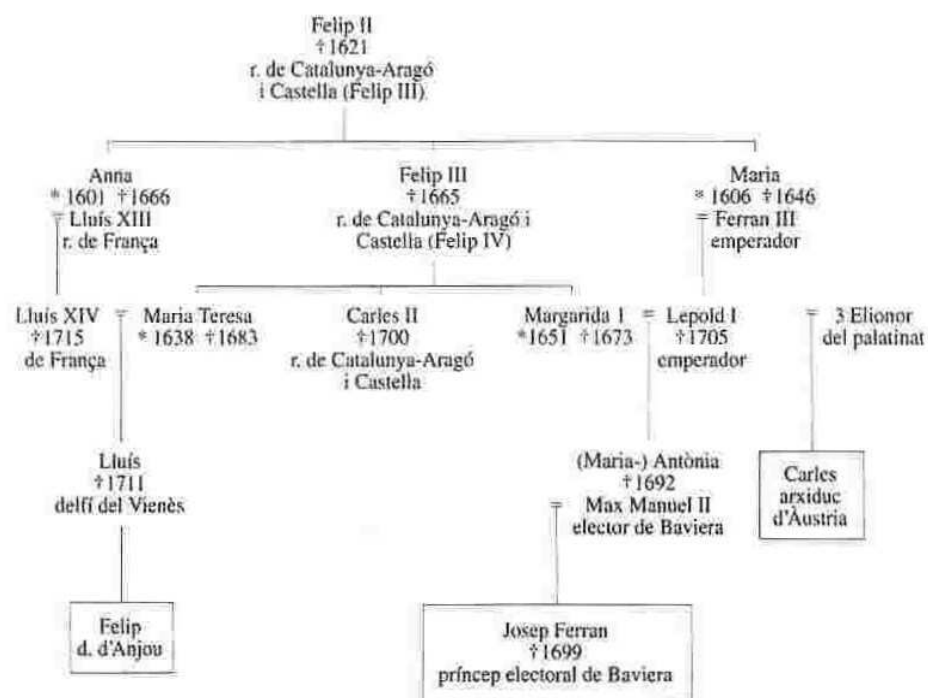 Felip II
†1621
r. de Catalunya-Aragó
i Castella (Felip III)
Anna
* 1601 †1666
= Lluís XIII
r. de França
Felip III
†1665
r. de Catalunya-Aragó i
Castella (Felip IV)
Maria
* 1606 †1646
= Ferran III
emperador
Lluís XIV
†1715
de França
=
Maria Teresa
* 1638 †1683
Carles II
†1700
r. de Catalunya-Aragó
i Castella
Margarida I
*1651 †1673
=
Lepold I
†1705
emperador
=
3 Elionor
del palatinat
Lluís
†1711
delfí del Vienès
(Maria-) Antònia
†1692
= Max Manuel II
elector de Baviera
Carles
arxiduc
d'Àustria
Felip
d. d'Anjou
Josep Ferran
†1699
príncep electoral de Baviera